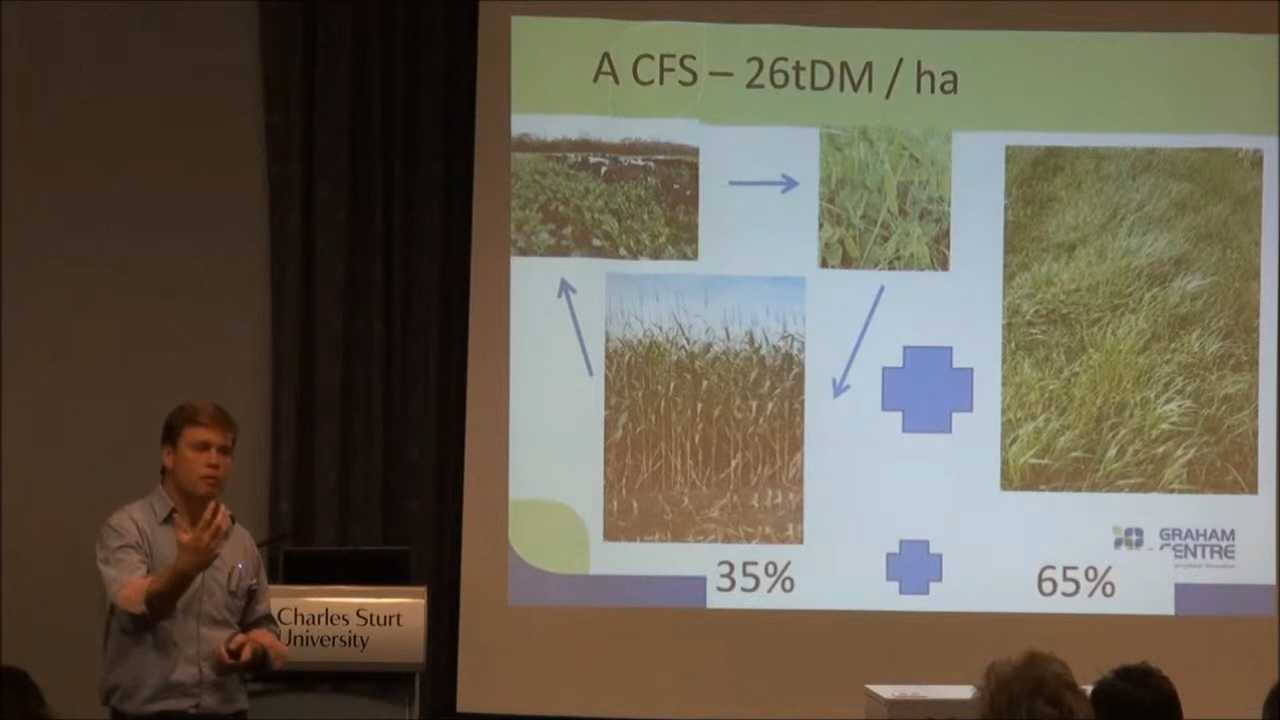 A CFS – 26tDM / ha
35%
65%
GRAHAM
CENTRE
Charles Sturt
University